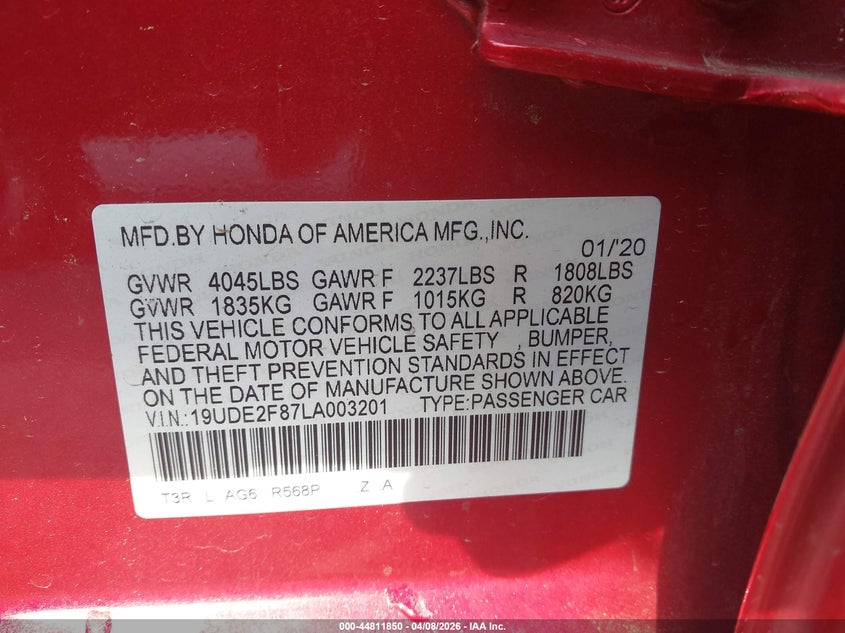 MFD.BY HONDA OF AMERICA MFG.,INC.
01/'20
GVWR 4045LBS GAWR F 2237LBS R 1808LBS
GVWR 1835KG GAWR F 1015KG R 820KG
THIS VEHICLE CONFORMS TO ALL APPLICABLE
FEDERAL MOTOR VEHICLE SAFETY , BUMPER,
AND THEFT PREVENTION STANDARDS IN EFFECT
ON THE DATE OF MANUFACTURE SHOWN ABOVE.
V.I.N.:19UDE2F87LA003201 TYPE:PASSENGER CAR
T3R L AG6 R568P Z A
000-44811850 - 04/08/2026 - IAA Inc.